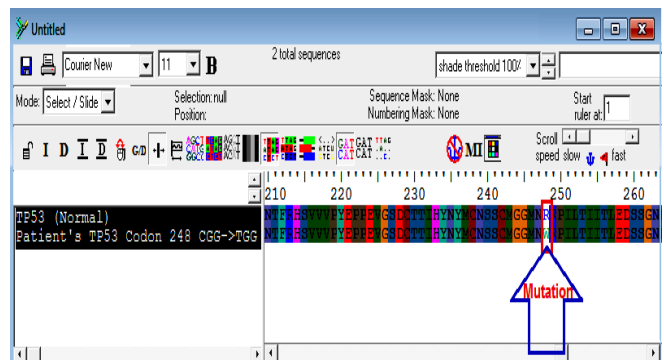 Untitled
Courier New 11 B 2 total sequences shade threshold 100%
Mode: Select / Slide Selection: null Sequence Mask: None Start
Position: Numbering Mask: None ruler at: 1
I D I D G/D MI Scroll
speed slow fast
210 220 230 240 250 260
TP53 (Normal)
Patient's TP53 Codon 248 CGG->TGG
Mutation